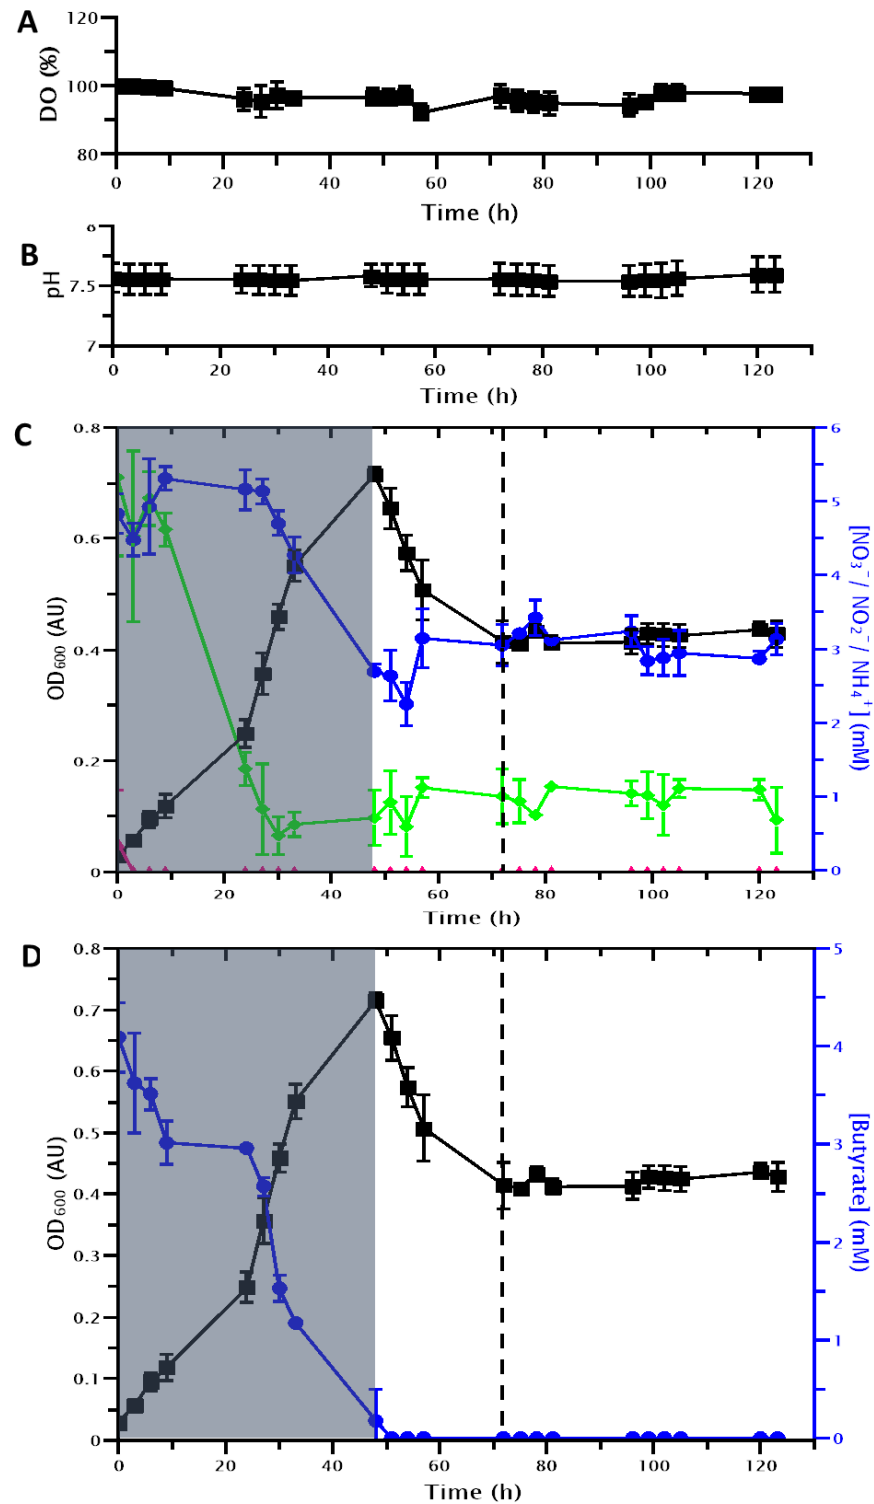 A
120
100
80
DO (%)
0 20 40 60 80 100 120
Time (h)
B
8
7.5
7
pH
0 20 40 60 80 100 120
Time (h)
C
0.8
0.6
0.4
0.2
0
OD600 (AU)
6
5
4
3
2
1
0
[NO3⁻/ NO2⁻/ NH4⁺] (mM)
0 20 40 60 80 100 120
Time (h)
D
0.8
0.7
0.6
0.5
0.4
0.3
0.2
0.1
0
OD600 (AU)
5
4
3
2
1
0
[Butyrate] (mM)
0 20 40 60 80 100 120
Time (h)